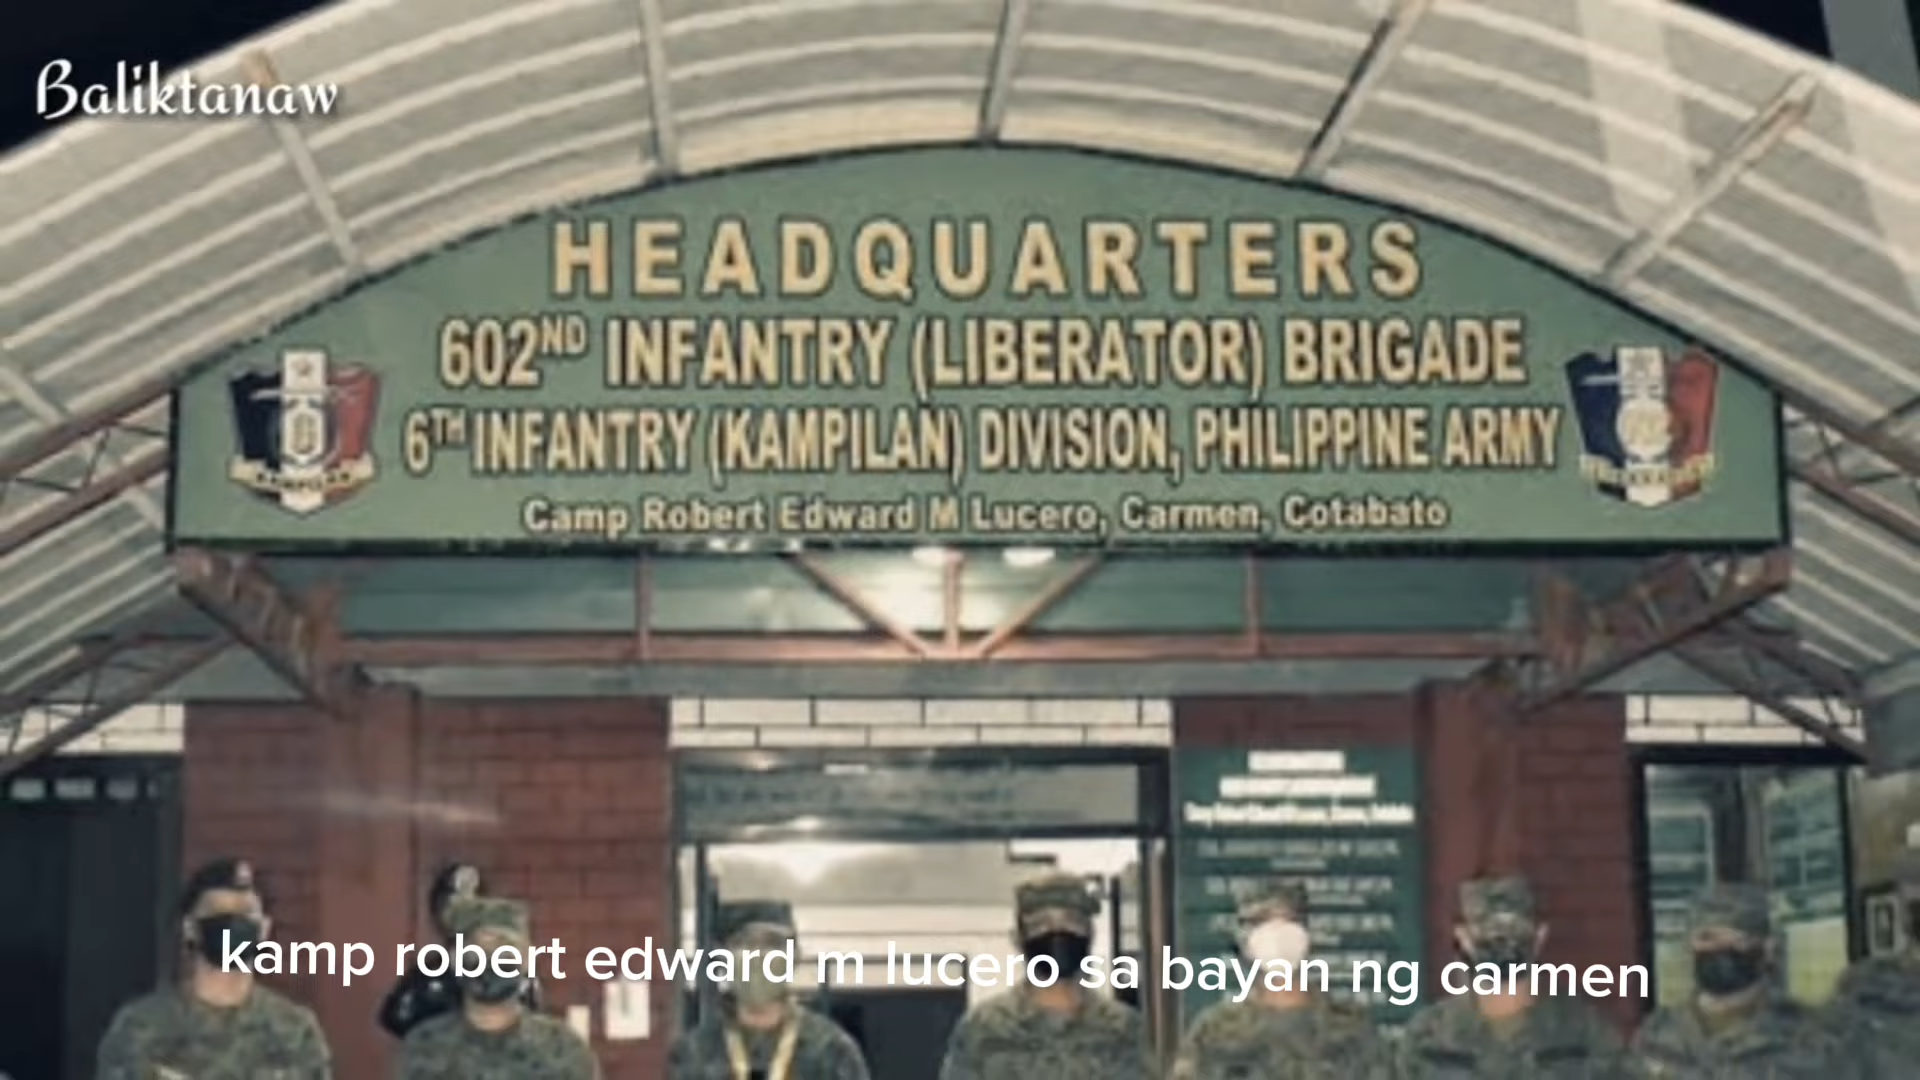 Baliktanaw
HEADQUARTERS
602ND INFANTRY (LIBERATOR) BRIGADE
6TH INFANTRY (KAMPILAN) DIVISION, PHILIPPINE ARMY
Camp Robert Edward M Lucero, Carmen, Cotabato
KAMPILAN
kamp robert edward m lucero sa bayan ng carmen